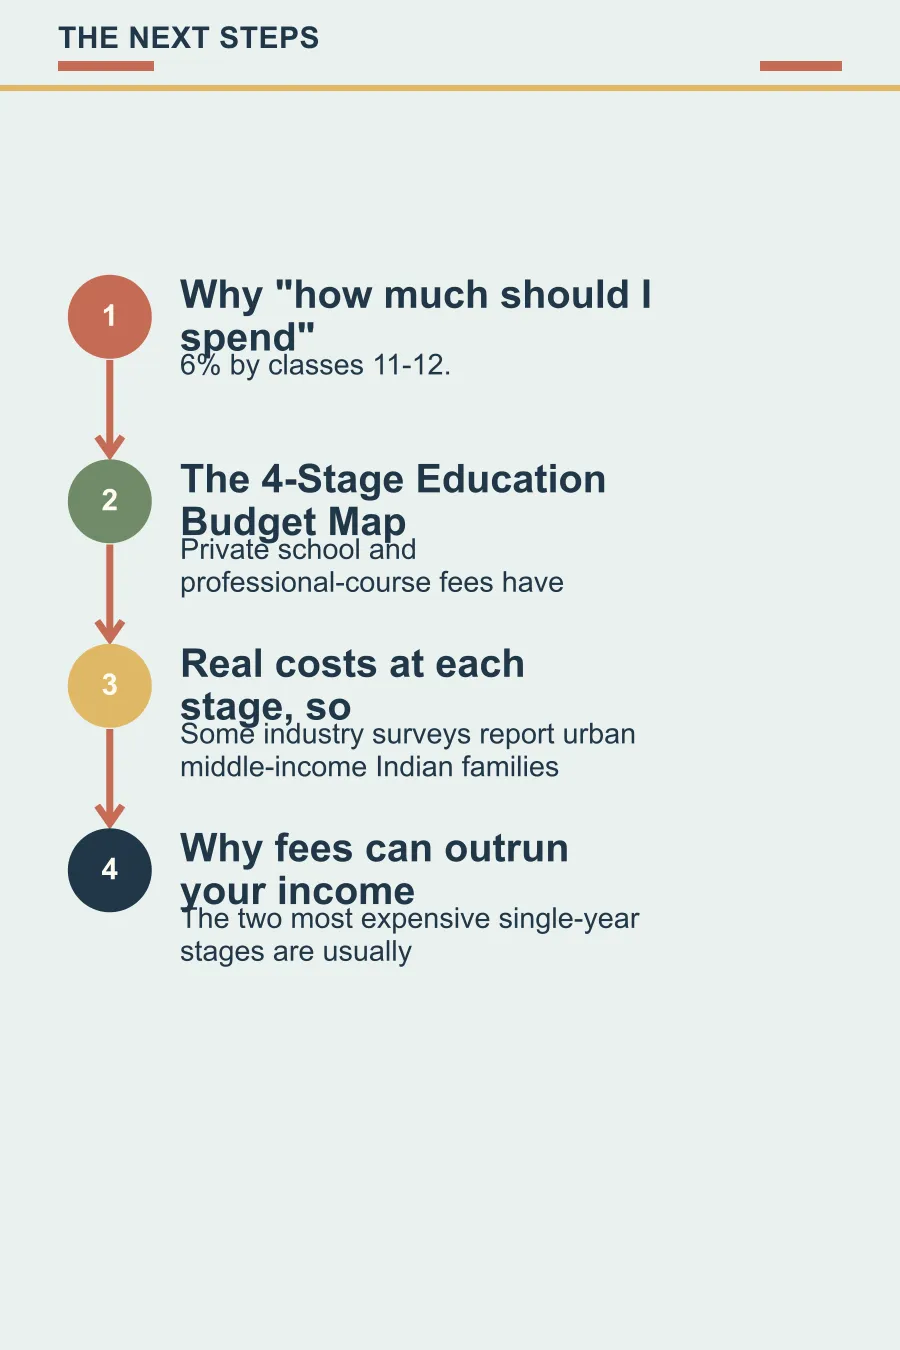 THE NEXT STEPS
1
Why "how much should I
spend"
6% by classes 11-12.
2
The 4-Stage Education
Budget Map
Private school and
professional-course fees have
3
Real costs at each
stage, so
Some industry surveys report urban
middle-income Indian families
4
Why fees can outrun
your income
The two most expensive single-year
stages are usually